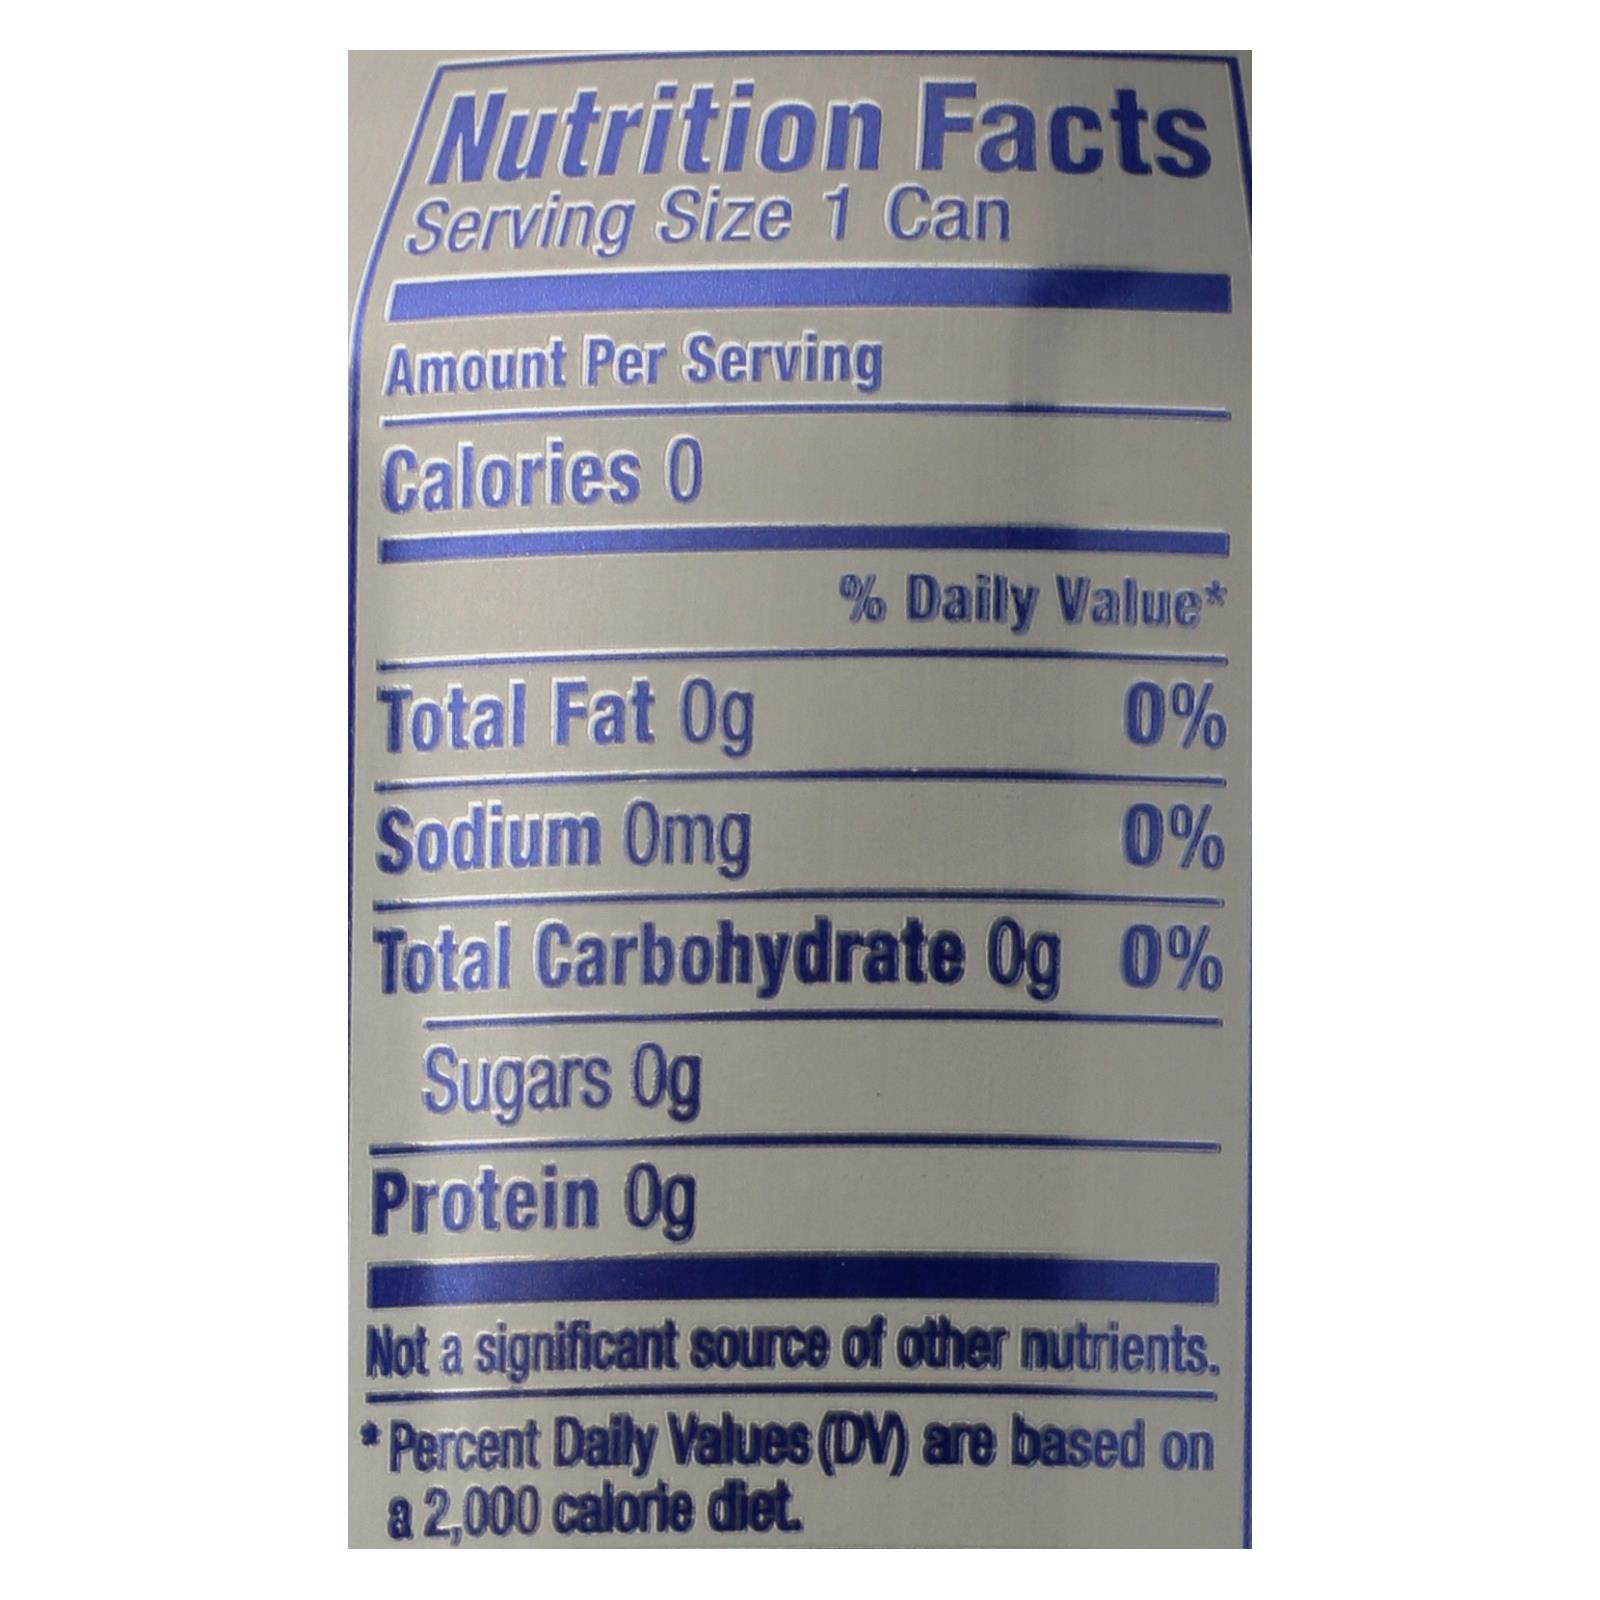 Nutrition Facts
Serving Size 1 Can
Amount Per Serving
Calories 0
% Daily Value*
Total Fat 0g 0%
Sodium 0mg 0%
Total Carbohydrate 0g 0%
Sugars 0g
Protein 0g
Not a significant source of other nutrients.
* Percent Daily Values (DV) are based on
a 2,000 calorie diet.